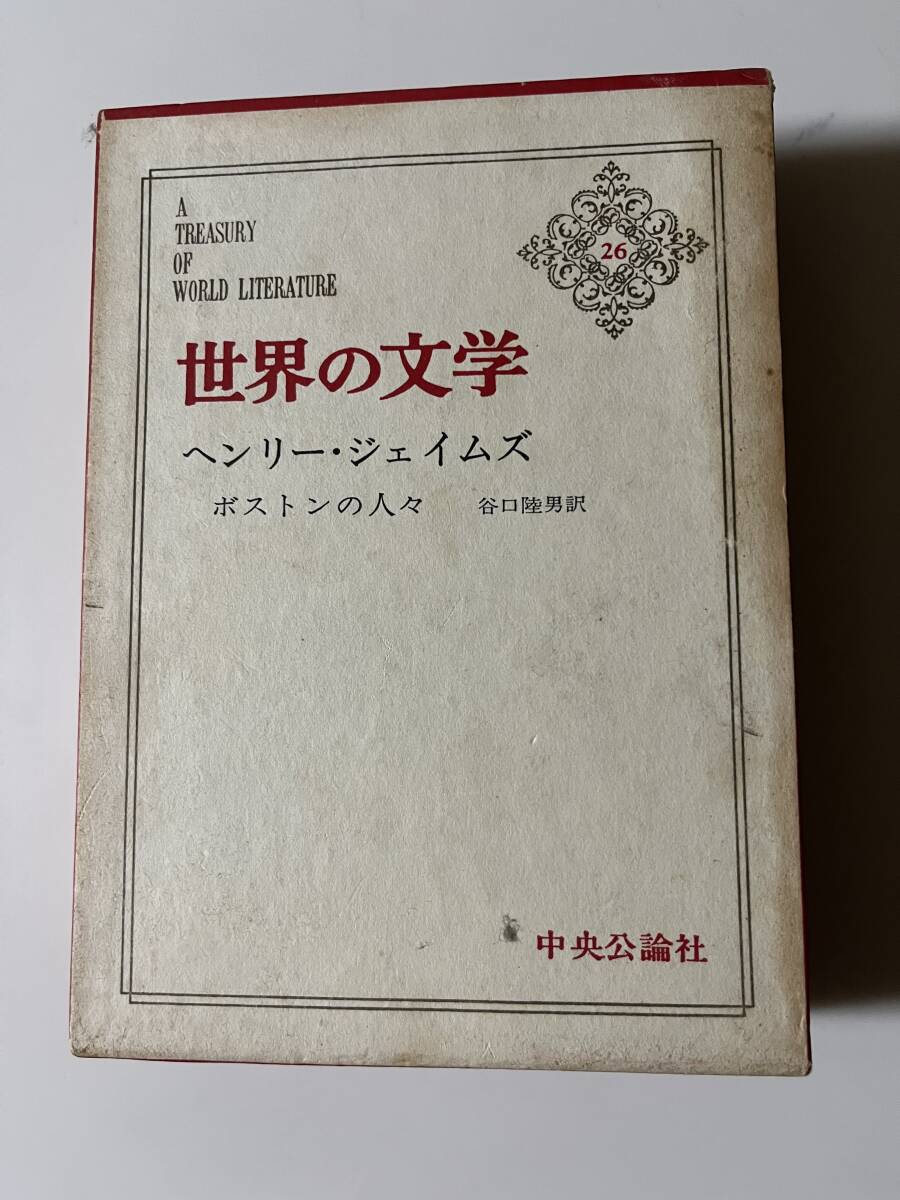 A
TREASURY
OF
WORLD LITERATURE
26
世界の文学
ヘンリー・ジェイムズ
ボストンの人々 谷口陸男訳
中央公論社